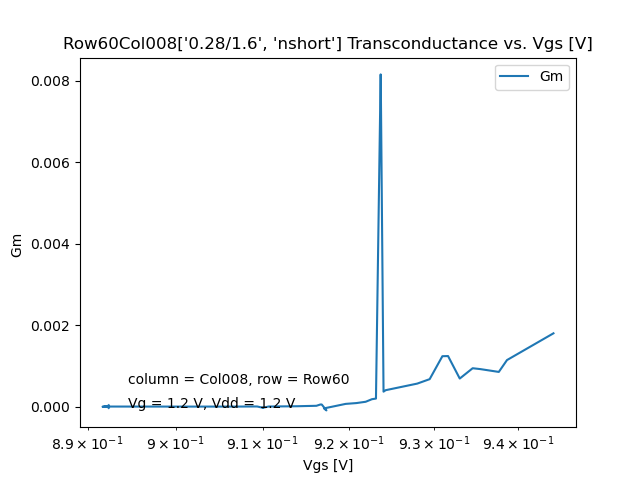 Row60Col008['0.28/1.6', 'nshort'] Transconductance vs. Vgs [V]
Gm
0.008
0.006
0.004
0.002
0.000
Gm
column = Col008, row = Row60
Vg = 1.2 V, Vdd = 1.2 V
8.9 × 10⁻¹ 9 × 10⁻¹ 9.1 × 10⁻¹ 9.2 × 10⁻¹ 9.3 × 10⁻¹ 9.4 × 10⁻¹
Vgs [V]